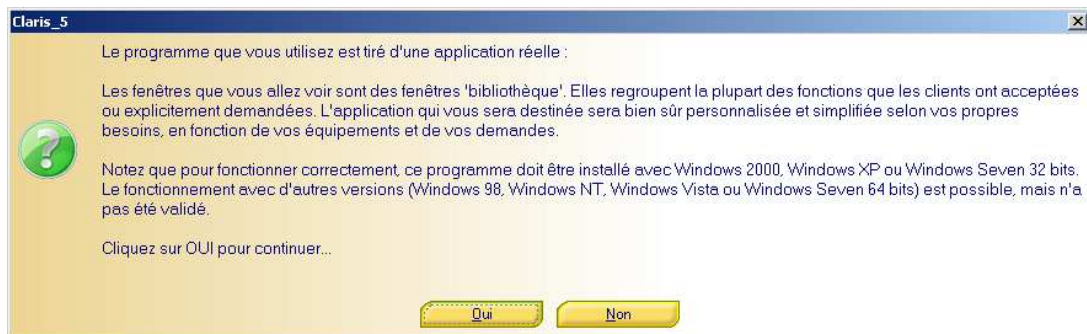 Claris_5
Le programme que vous utilisez est tiré d'une application réelle :
Les fenêtres que vous allez voir sont des fenêtres 'bibliothèque'. Elles regroupent la plupart des fonctions que les clients ont acceptées
ou explicitement demandées. L'application qui vous sera destinée sera bien sûr personnalisée et simplifiée selon vos propres
besoins, en fonction de vos équipements et de vos demandes.
Notez que pour fonctionner correctement, ce programme doit être installé avec Windows 2000, Windows XP ou Windows Seven 32 bits.
Le fonctionnement avec d'autres versions (Windows 98, Windows NT, Windows Vista ou Windows Seven 64 bits) est possible, mais n'a
pas été validé.
Cliquez sur OUI pour continuer...
Oui Non